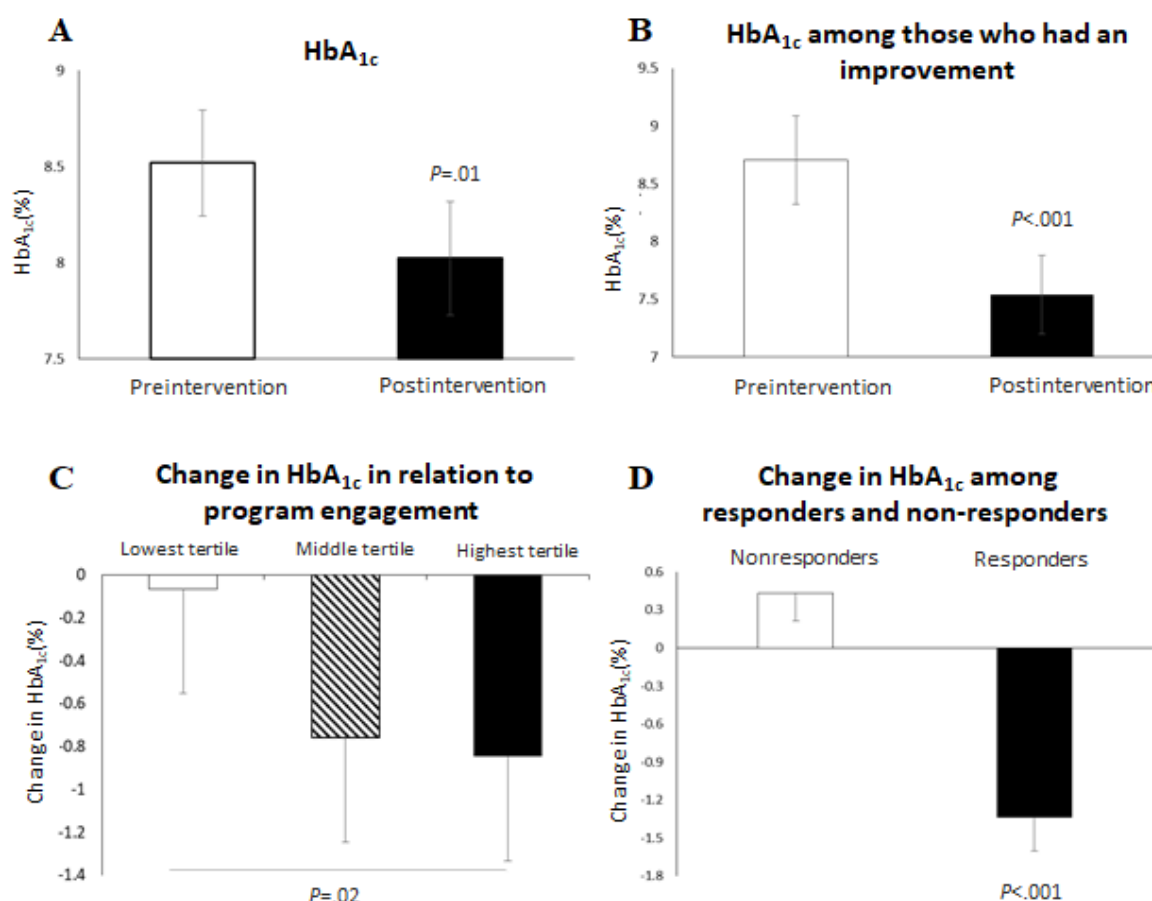 A
HbA1c
9
8.5
8
7.5
HbA1c(%)
P=.01
Preintervention
Postintervention
B
HbA1c among those who had an
improvement
9.5
9
8.5
8
7.5
7
HbA1c(%)
P<.001
Preintervention
Postintervention
C
Change in HbA1c in relation to
program engagement
Lowest tertile
Middle tertile
Highest tertile
0
-0.2
-0.4
-0.6
-0.8
-1
-1.2
-1.4
Change in HbA1c(%)
P=.02
D
Change in HbA1c among
responders and non-responders
Nonresponders
Responders
0.6
0.3
0
-0.3
-0.6
-0.9
-1.2
-1.5
-1.8
Change in HbA1c(%)
P<.001